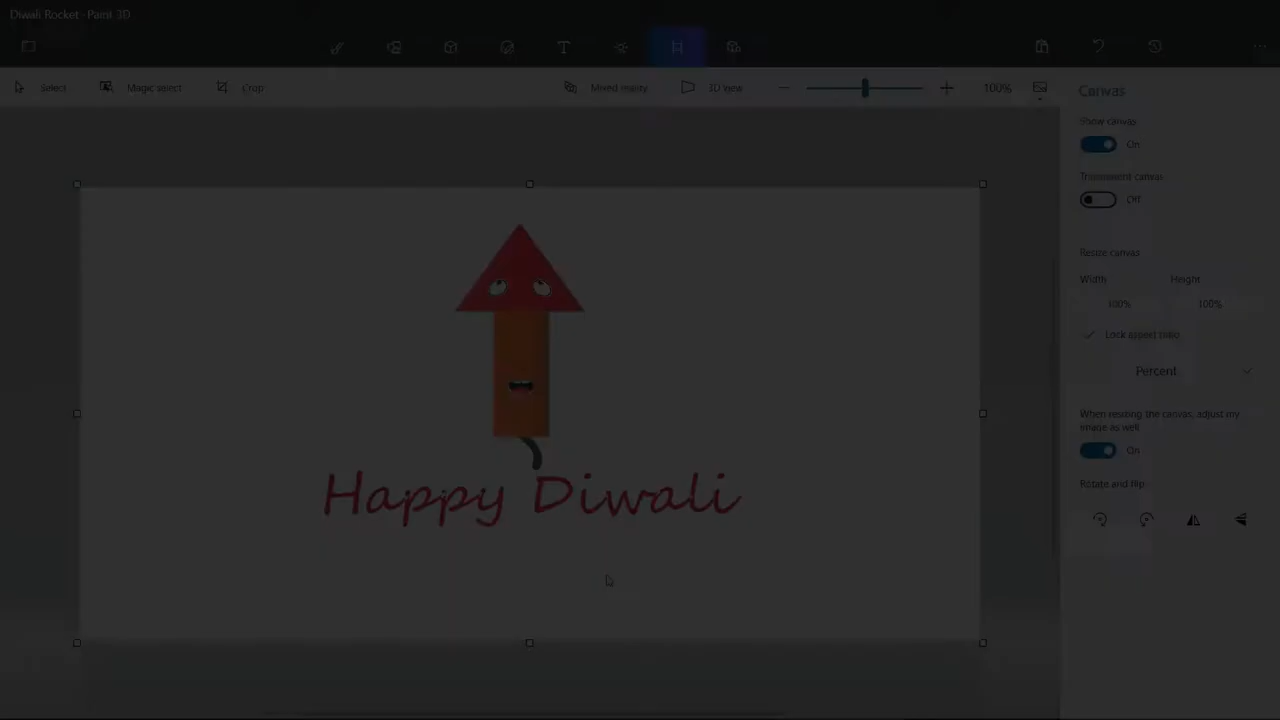 Diwali Rocket - Paint 3D
Select
Magic select
Crop
Mixed reality
3D view
100%
Canvas
Show canvas
On
Transparent canvas
Off
Resize canvas
Width
Height
100%
100%
Lock aspect ratio
Percent
When resizing the canvas, adjust my
image as well
On
Rotate and flip
Happy Diwali